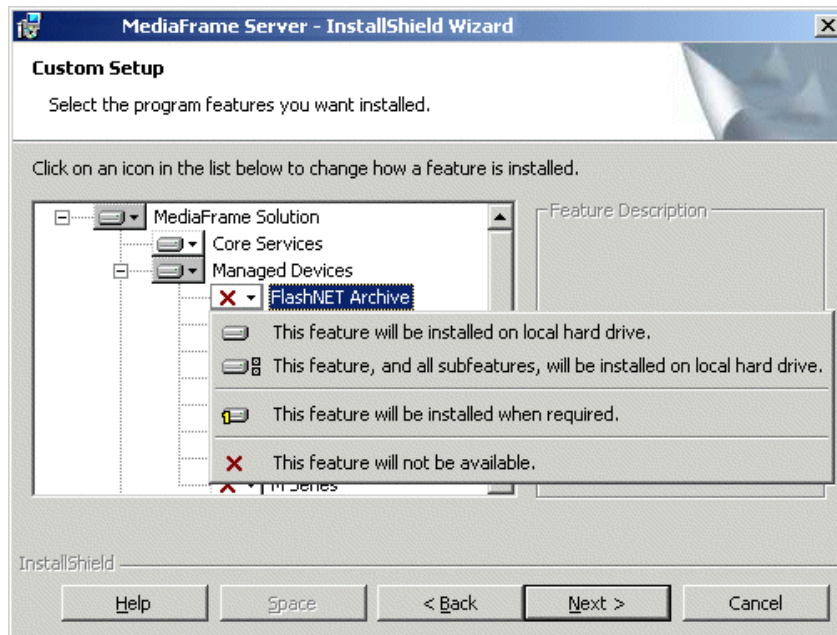 MediaFrame Server - InstallShield Wizard
Custom Setup
Select the program features you want installed.
Click on an icon in the list below to change how a feature is installed.
MediaFrame Solution
Core Services
Managed Devices
FlashNET Archive
This feature will be installed on local hard drive.
This feature, and all subfeatures, will be installed on local hard drive.
This feature will be installed when required.
This feature will not be available.
M Series
Feature Description
InstallShield
Help
Space
< Back
Next >
Cancel